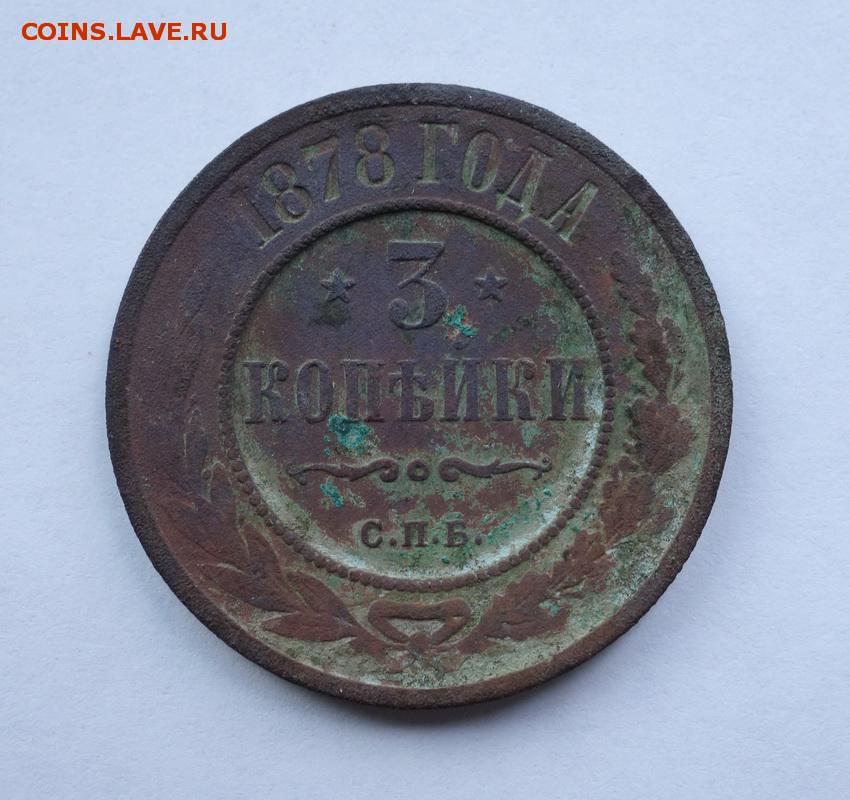 COINS.LAVE.RU
1878 ГОДА
3
КОПѢЙКИ
С.П.Б.